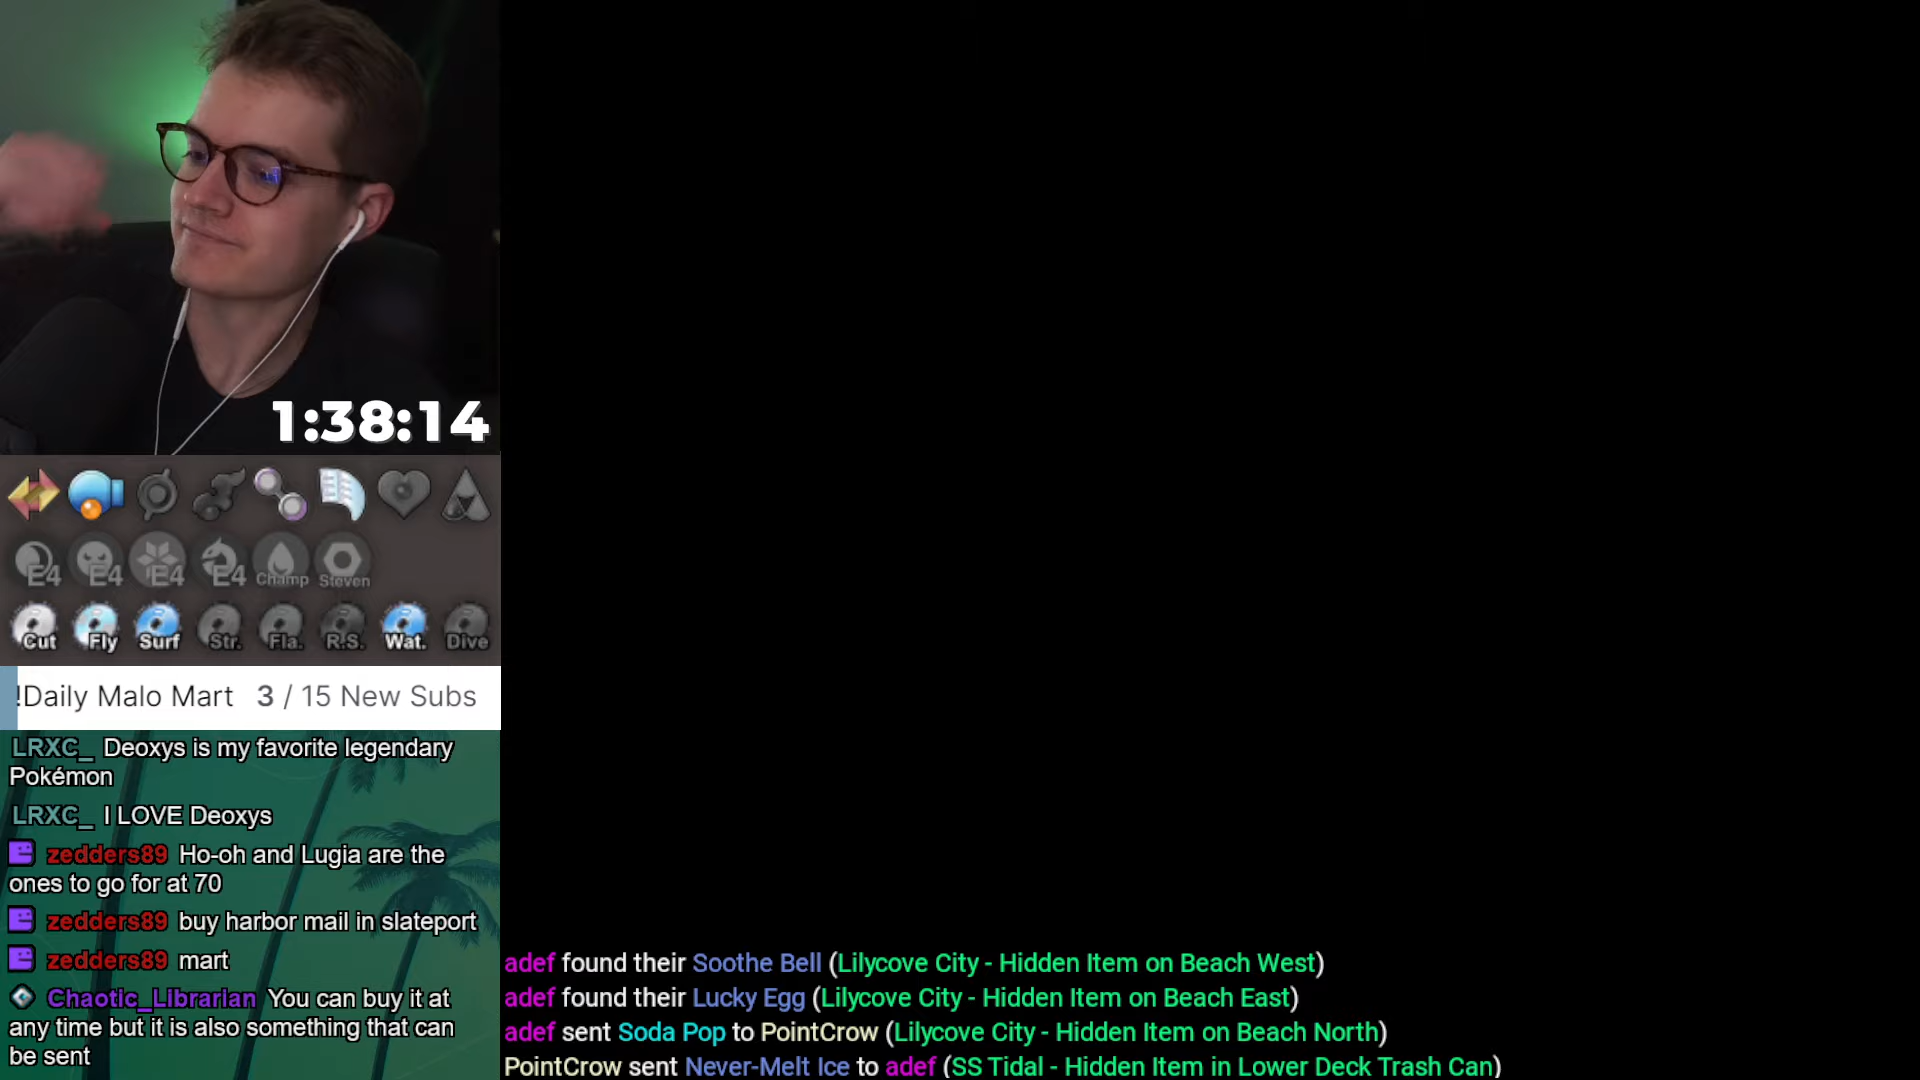 1:38:14
E4 E4 E4 E4 Champ Steven
Cut Fly Surf Str. Fla. R.S. Wat. Dive
!Daily Malo Mart 3 / 15 New Subs
LRXC_ Deoxys is my favorite legendary
Pokémon
LRXC_ I LOVE Deoxys
zedders89 Ho-oh and Lugia are the
ones to go for at 70
zedders89 buy harbor mail in slateport
zedders89 mart
Chaotic_Librarian You can buy it at
any time but it is also something that can
be sent
adef found their Soothe Bell (Lilycove City - Hidden Item on Beach West)
adef found their Lucky Egg (Lilycove City - Hidden Item on Beach East)
adef sent Soda Pop to PointCrow (Lilycove City - Hidden Item on Beach North)
PointCrow sent Never-Melt Ice to adef (SS Tidal - Hidden Item in Lower Deck Trash Can)